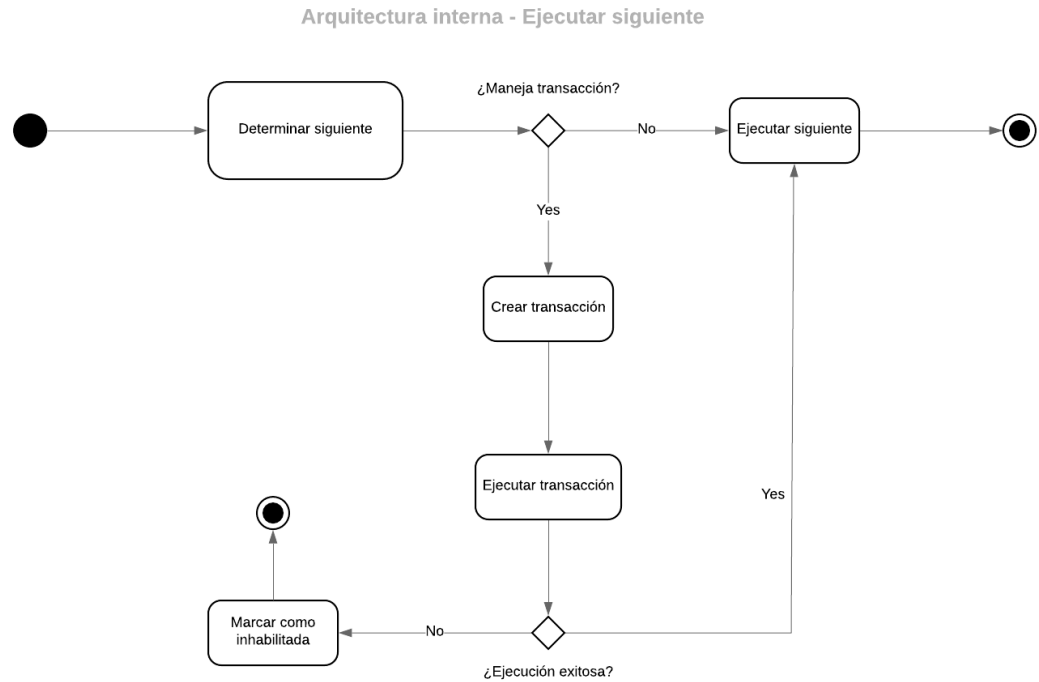 Arquitectura interna - Ejecutar siguiente
¿Maneja transacción?
Determinar siguiente
No
Ejecutar siguiente
Yes
Crear transacción
Ejecutar transacción
Yes
Marcar como
inhabilitada
No
¿Ejecución exitosa?